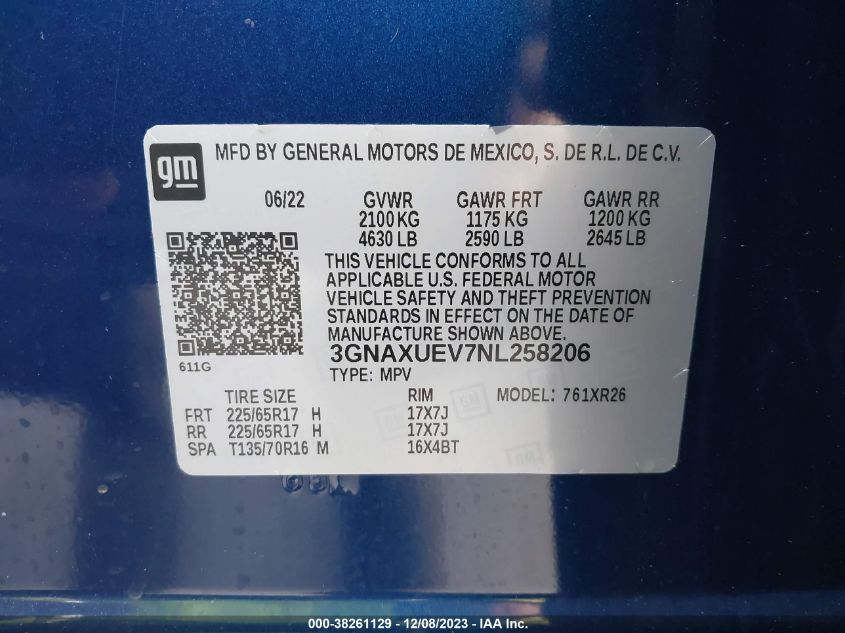 gm
MFD BY GENERAL MOTORS DE MEXICO, S. DE R.L. DE C.V.
06/22 GVWR GAWR FRT GAWR RR
2100 KG 1175 KG 1200 KG
4630 LB 2590 LB 2645 LB
THIS VEHICLE CONFORMS TO ALL
APPLICABLE U.S. FEDERAL MOTOR
VEHICLE SAFETY AND THEFT PREVENTION
STANDARDS IN EFFECT ON THE DATE OF
MANUFACTURE SHOWN ABOVE.
611G
3GNAXUEV7NL258206
TYPE: MPV
TIRE SIZE RIM MODEL: 761XR26
FRT 225/65R17 H 17X7J
RR 225/65R17 H 17X7J
SPA T135/70R16 M 16X4BT
000-38261129 - 12/08/2023 - IAA Inc.